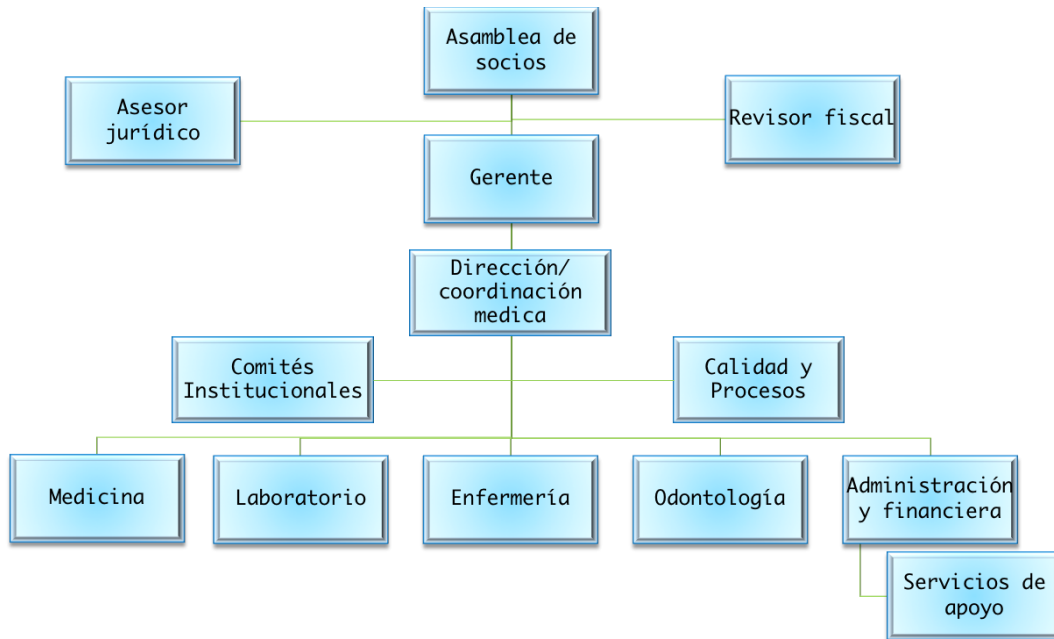 Asamblea de
socios
Asesor
jurídico
Revisor fiscal
Gerente
Dirección/
coordinación
medica
Comités
Institucionales
Calidad y
Procesos
Medicina
Laboratorio
Enfermería
Odontología
Administración
y financiera
Servicios de
apoyo